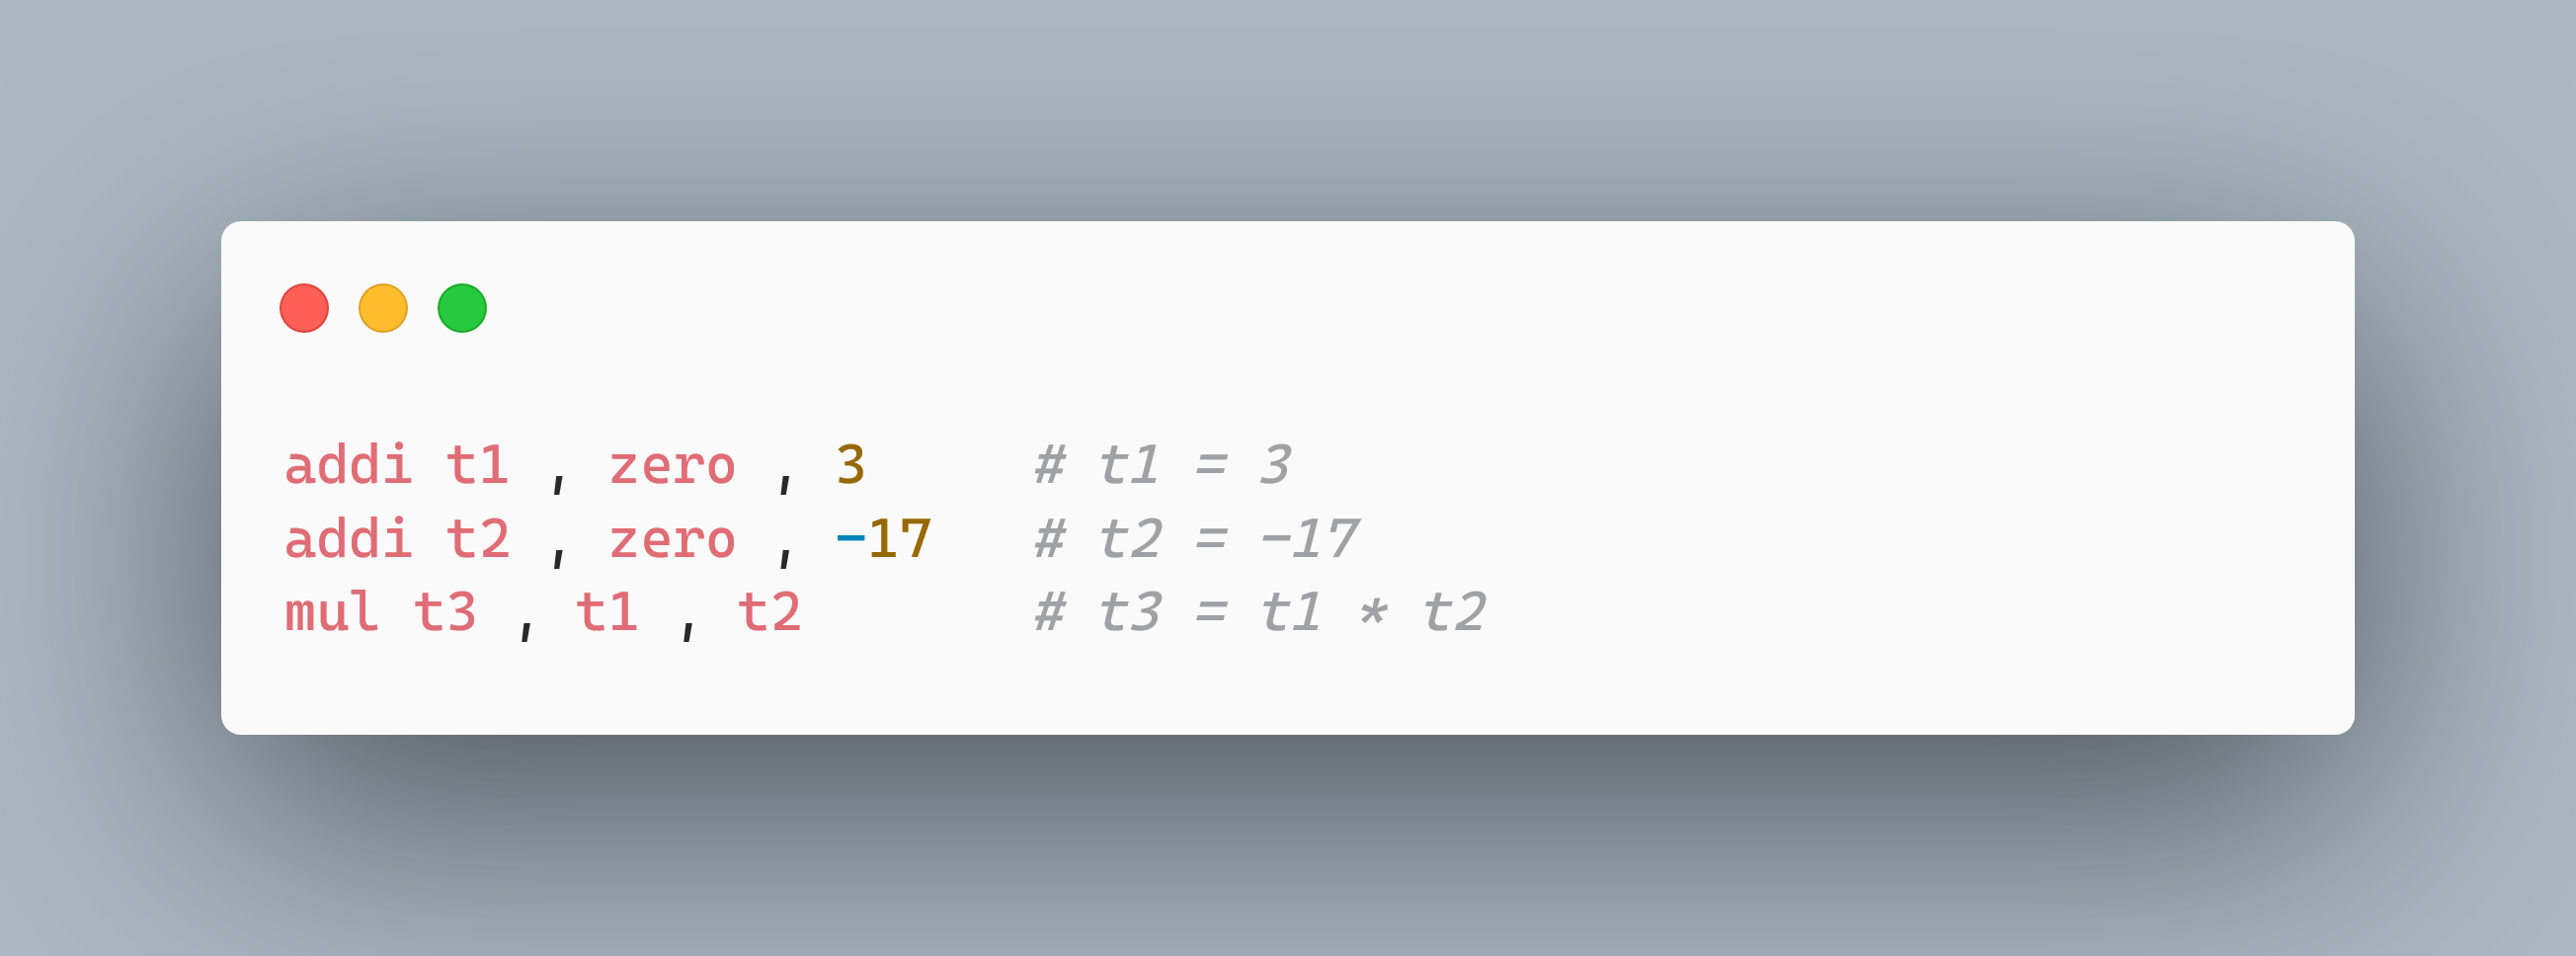 addi t1 , zero , 3     # t1 = 3
addi t2 , zero , -17   # t2 = -17
mul t3 , t1 , t2       # t3 = t1 * t2